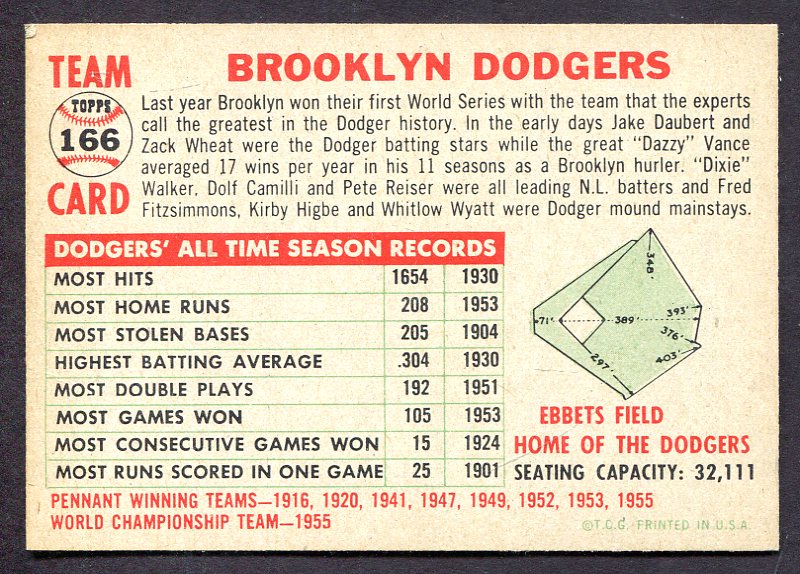 TEAM
TOPPS
166
CARD
BROOKLYN DODGERS
Last year Brooklyn won their first World Series with the team that the experts
call the greatest in the Dodger history. In the early days Jake Daubert and
Zack Wheat were the Dodger batting stars while the great "Dazzy" Vance
averaged 17 wins per year in his 11 seasons as a Brooklyn hurler. "Dixie"
Walker. Dolf Camilli and Pete Reiser were all leading N.L. batters and Fred
Fitzsimmons, Kirby Higbe and Whitlow Wyatt were Dodger mound mainstays.
DODGERS' ALL TIME SEASON RECORDS
MOST HITS 1654 1930
MOST HOME RUNS 208 1953
MOST STOLEN BASES 205 1904
HIGHEST BATTING AVERAGE .304 1930
MOST DOUBLE PLAYS 192 1951
MOST GAMES WON 105 1953
MOST CONSECUTIVE GAMES WON 15 1924
MOST RUNS SCORED IN ONE GAME 25 1901
348'
393'
71'
389'
376'
403'
297'
EBBETS FIELD
HOME OF THE DODGERS
SEATING CAPACITY: 32,111
PENNANT WINNING TEAMS—1916, 1920, 1941, 1947, 1949, 1952, 1953, 1955
WORLD CHAMPIONSHIP TEAM—1955
©T.C.G. PRINTED IN U.S.A.